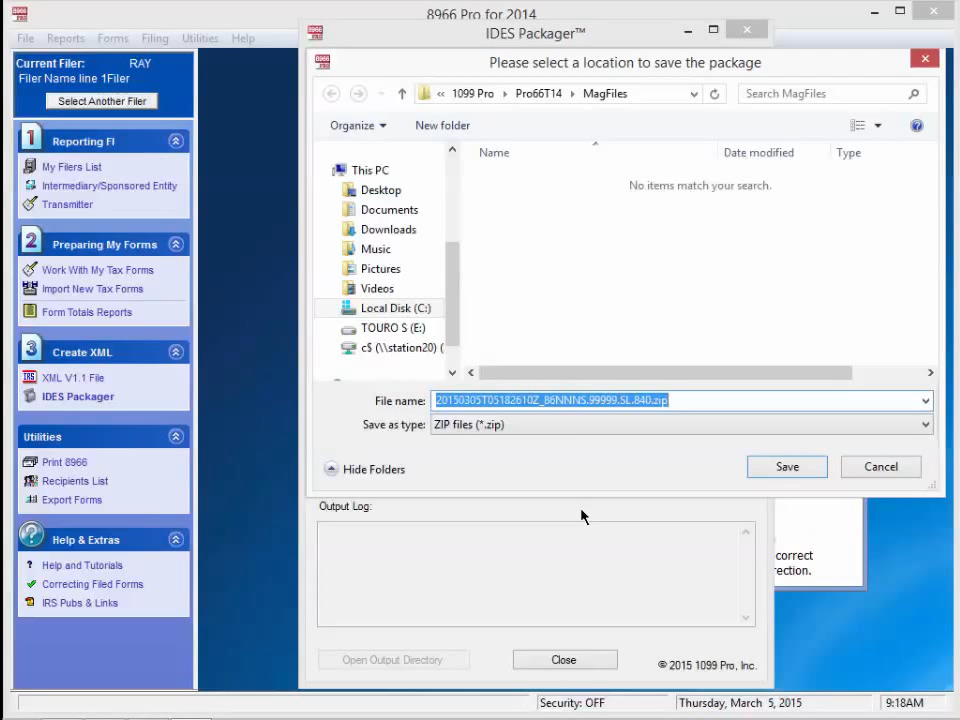 8966 Pro for 2014
File Reports Forms Filing Utilities Help
IDES Packager™
Please select a location to save the package
« 1099 Pro Pro66T14 MagFiles
Search MagFiles
Organize
New folder
Name
Date modified
Type
No items match your search.
This PC
Desktop
Documents
Downloads
Music
Pictures
Videos
Local Disk (C:)
TOURO S (E:)
c$ (\\station20) (
File name: 20150305T05182610Z_B6NNNS.99999.SL.840.zip
Save as type: ZIP files (*.zip)
Hide Folders
Save
Cancel
Output Log:
correct
rection.
Open Output Directory
Close
© 2015 1099 Pro, Inc.
Current Filer: RAY
Filer Name line 1Filer
Select Another Filer
1 Reporting FI
My Filers List
Intermediary/Sponsored Entity
Transmitter
2 Preparing My Forms
Work With My Tax Forms
Import New Tax Forms
Form Totals Reports
3 Create XML
XML V1.1 File
IDES Packager
Utilities
Print 8966
Recipients List
Export Forms
Help & Extras
Help and Tutorials
Correcting Filed Forms
IRS Pubs & Links
Security: OFF
Thursday, March 5, 2015
9:18AM